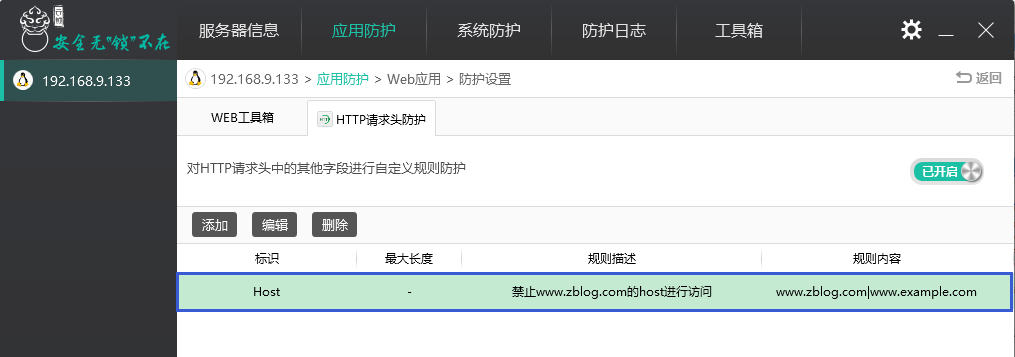 安全无"锁"不在
服务器信息 应用防护 系统防护 防护日志 工具箱
192.168.9.133
192.168.9.133 > 应用防护 > Web应用 > 防护设置 返回
WEB工具箱 HTTP请求头防护
对HTTP请求头中的其他字段进行自定义规则防护 已开启
添加 编辑 删除
标识 最大长度 规则描述 规则内容
Host - 禁止www.zblog.com的host进行访问 www.zblog.com|www.example.com